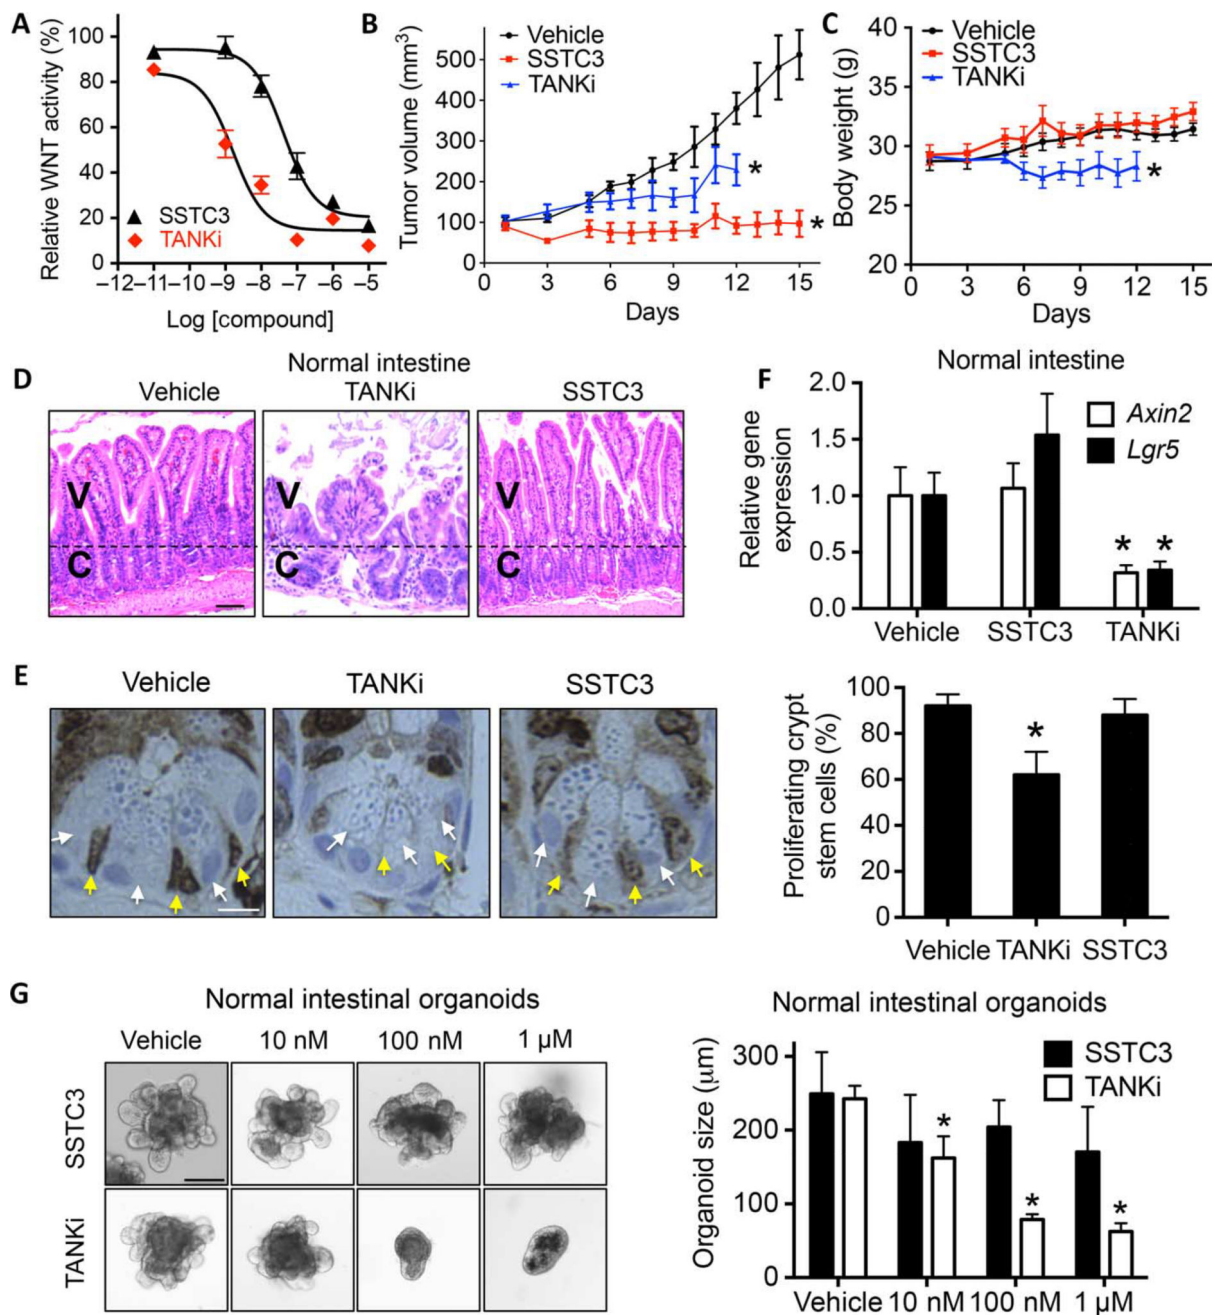 A
Relative WNT activity (%)
100
80
60
40
20
0
SSTC3
TANKi
–12 –11 –10 –9 –8 –7 –6 –5
Log [compound]
B
Tumor volume (mm³)
500
400
300
200
100
0
Vehicle
SSTC3
TANKi
*
*
0 3 6 9 12 15
Days
C
Body weight (g)
40
35
30
25
20
Vehicle
SSTC3
TANKi
*
0 3 6 9 12 15
Days
D
Normal intestine
Vehicle TANKi SSTC3
V V V
C C C
F
Normal intestine
Relative gene expression
2.0
1.5
1.0
0.5
0.0
Axin2
Lgr5
* *
Vehicle SSTC3 TANKi
E
Vehicle TANKi SSTC3
Proliferating crypt stem cells (%)
100
80
60
40
20
0
*
Vehicle TANKi SSTC3
G
Normal intestinal organoids
Vehicle 10 nM 100 nM 1 µM
SSTC3
TANKi
Normal intestinal organoids
Organoid size (µm)
300
200
100
0
SSTC3
TANKi
* * *
Vehicle 10 nM 100 nM 1 µM